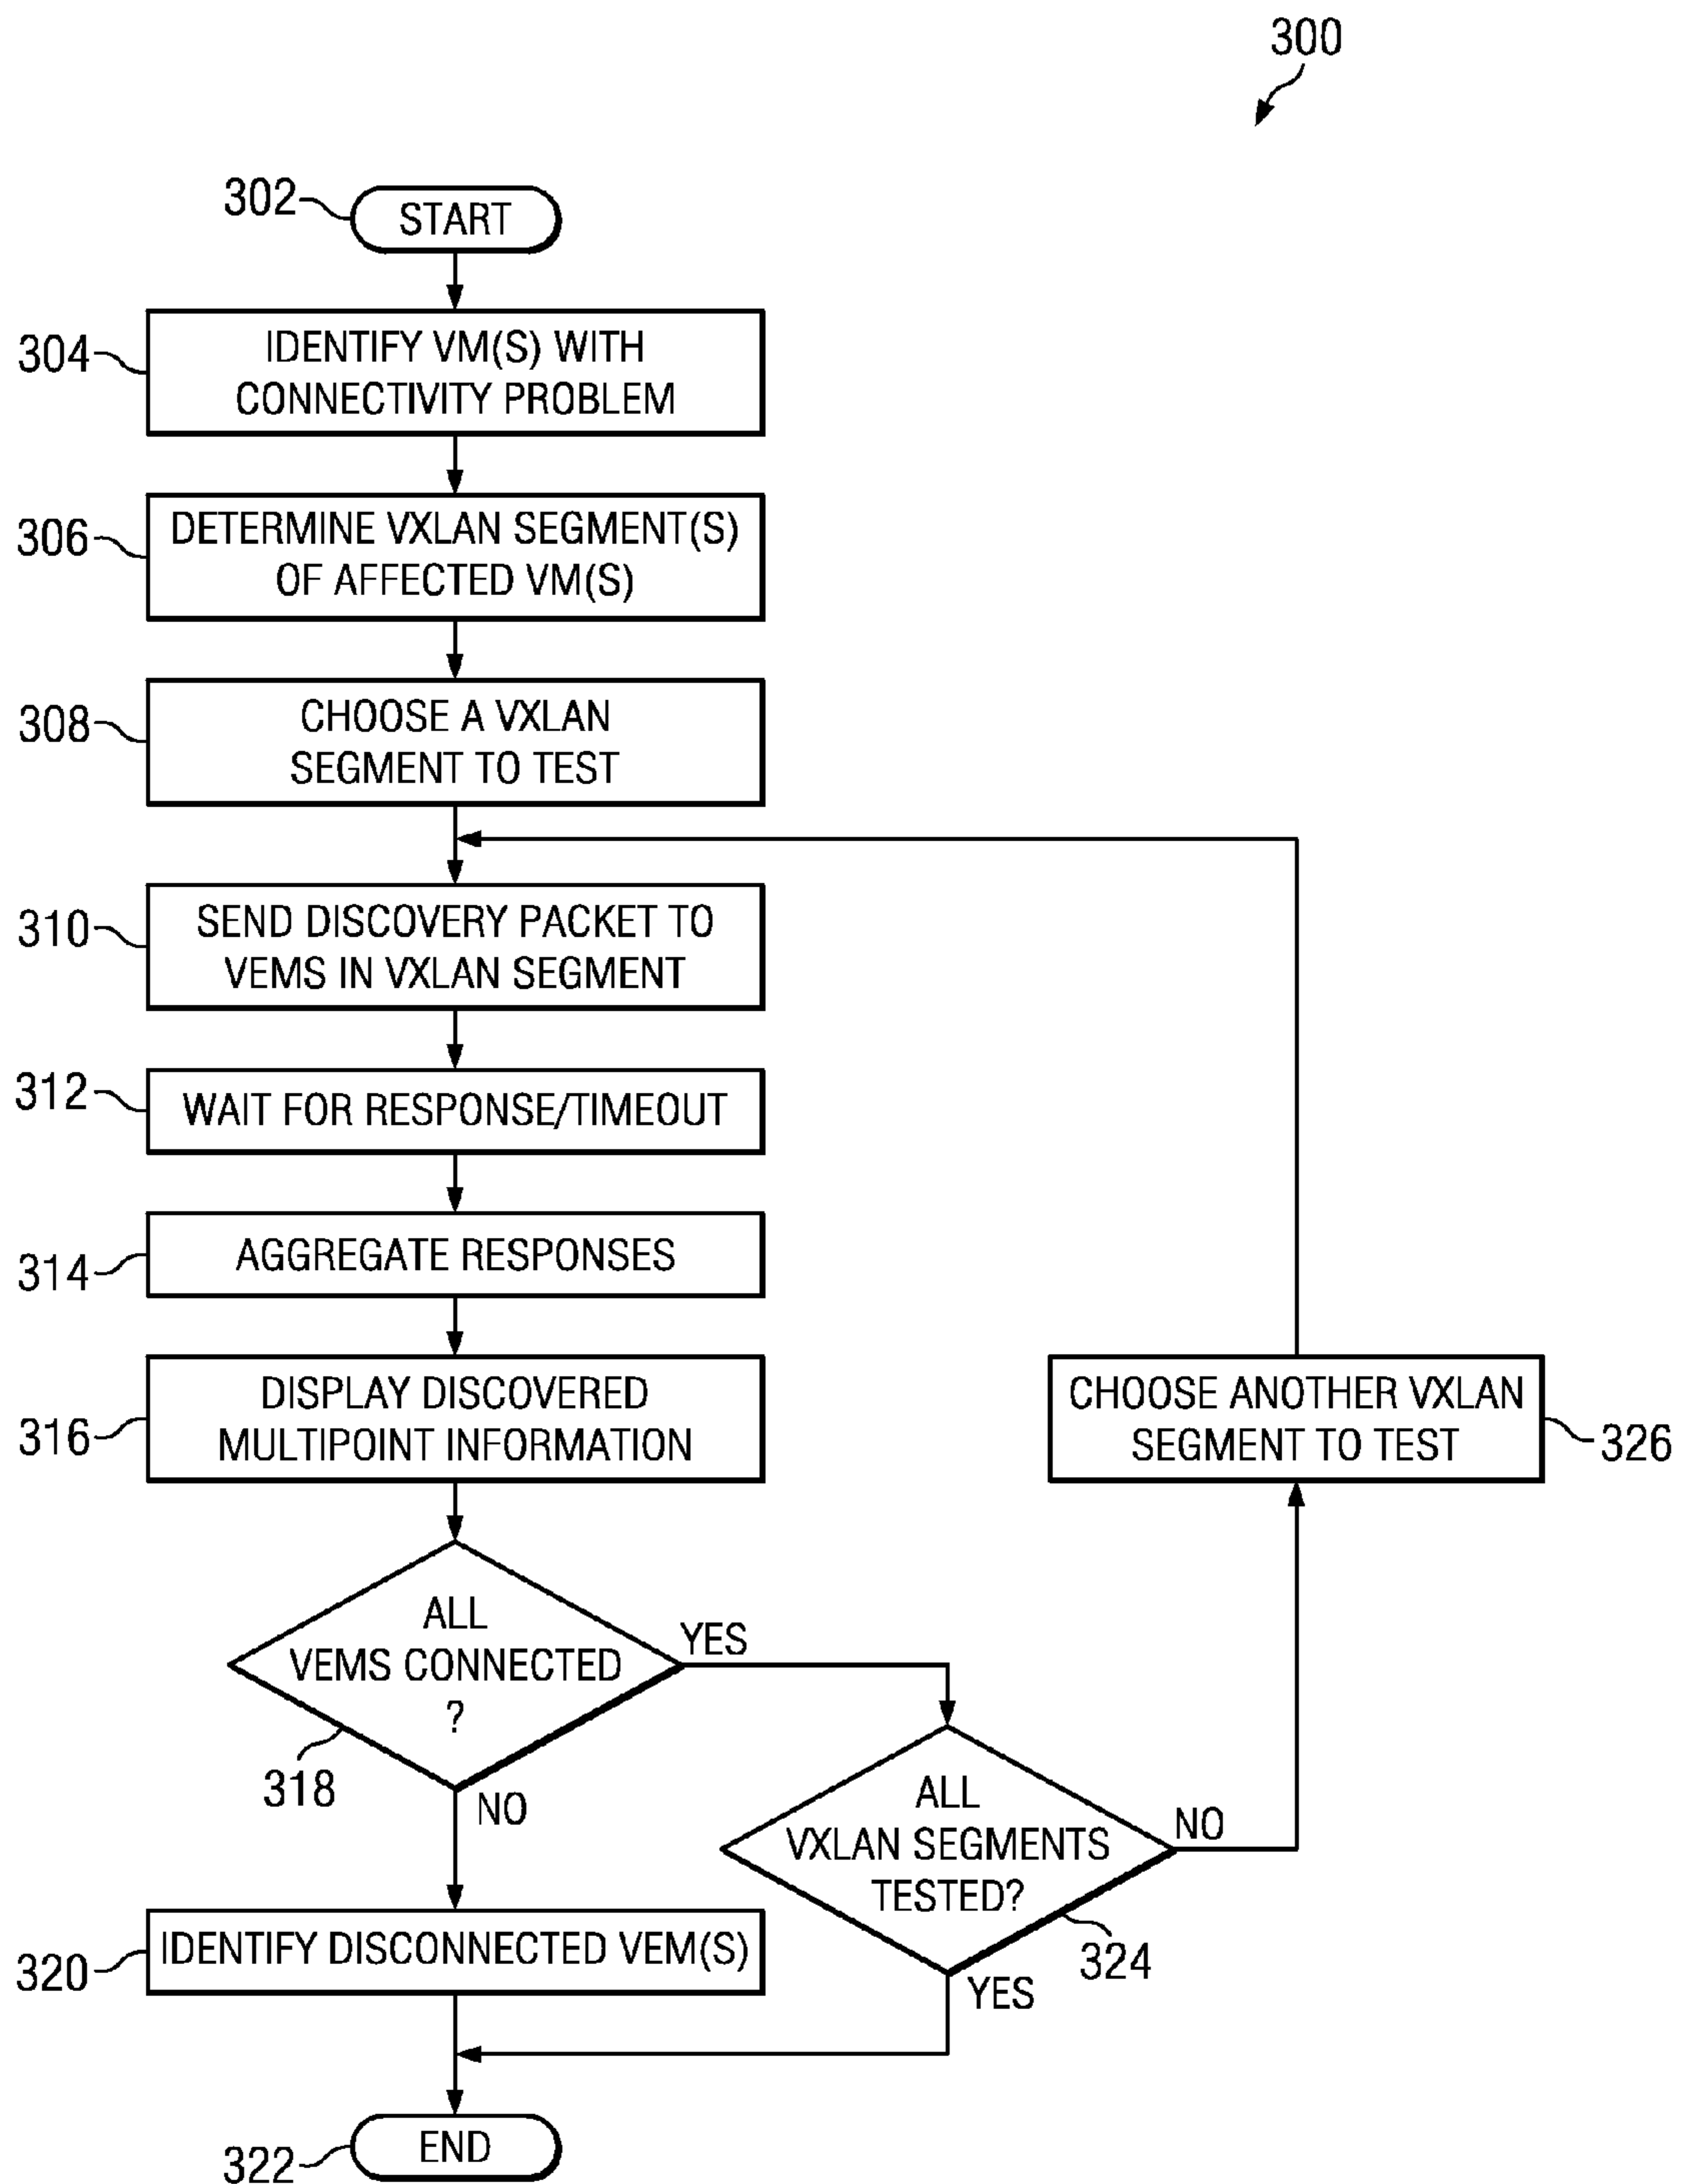 300
302
START
304
IDENTIFY VM(S) WITH
CONNECTIVITY PROBLEM
306
DETERMINE VXLAN SEGMENT(S)
OF AFFECTED VM(S)
308
CHOOSE A VXLAN
SEGMENT TO TEST
310
SEND DISCOVERY PACKET TO
VEMS IN VXLAN SEGMENT
312
WAIT FOR RESPONSE/TIMEOUT
314
AGGREGATE RESPONSES
316
DISPLAY DISCOVERED
MULTIPOINT INFORMATION
CHOOSE ANOTHER VXLAN
SEGMENT TO TEST
326
ALL
VEMS CONNECTED
?
YES
318
NO
ALL
VXLAN SEGMENTS
TESTED?
NO
324
YES
320
IDENTIFY DISCONNECTED VEM(S)
322
END